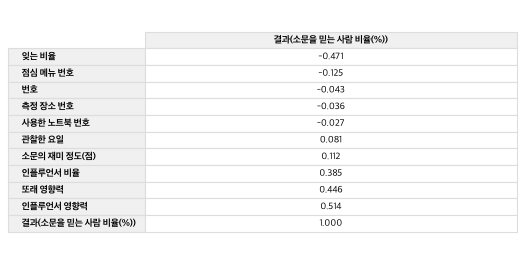 결과(소문을 믿는 사람 비율(%))
잊는 비율 -0.471
점심 메뉴 번호 -0.125
번호 -0.043
측정 장소 번호 -0.036
사용한 노트북 번호 -0.027
관찰한 요일 0.081
소문의 재미 정도(점) 0.112
인플루언서 비율 0.385
또래 영향력 0.446
인플루언서 영향력 0.514
결과(소문을 믿는 사람 비율(%)) 1.000